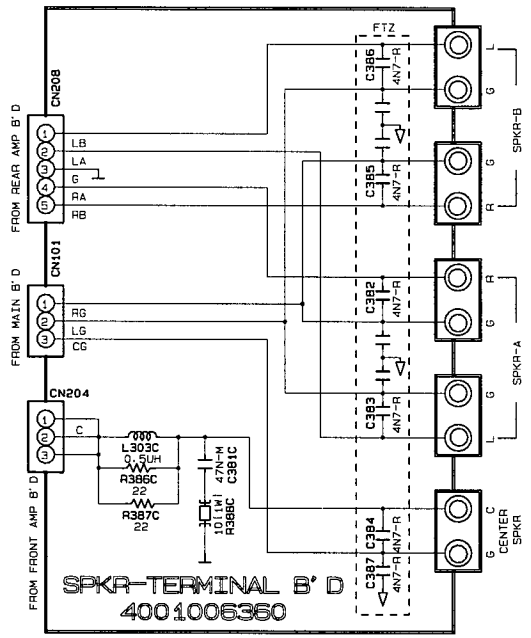 FTZ
CN208
FROM REAR AMP B'D
1
LB
2
LA
3
G
4
RA
5
RB
C386
4N7-R
C385
4N7-R
L
G
SPKR-B
G
R
CN101
FROM MAIN B'D
1
RG
2
LG
3
CG
C382
4N7-R
C383
4N7-R
R
G
SPKR-A
G
L
CN204
FROM FRONT AMP B'D
1
2
C
3
L303C
0.5UH
R386C
22
R387C
22
47N-M
C381C
10[1W]
R388C
C384
4N7-R
C387
4N7-R
C
G
CENTER
SPKR
SPKR-TERMINAL B'D
4001006360